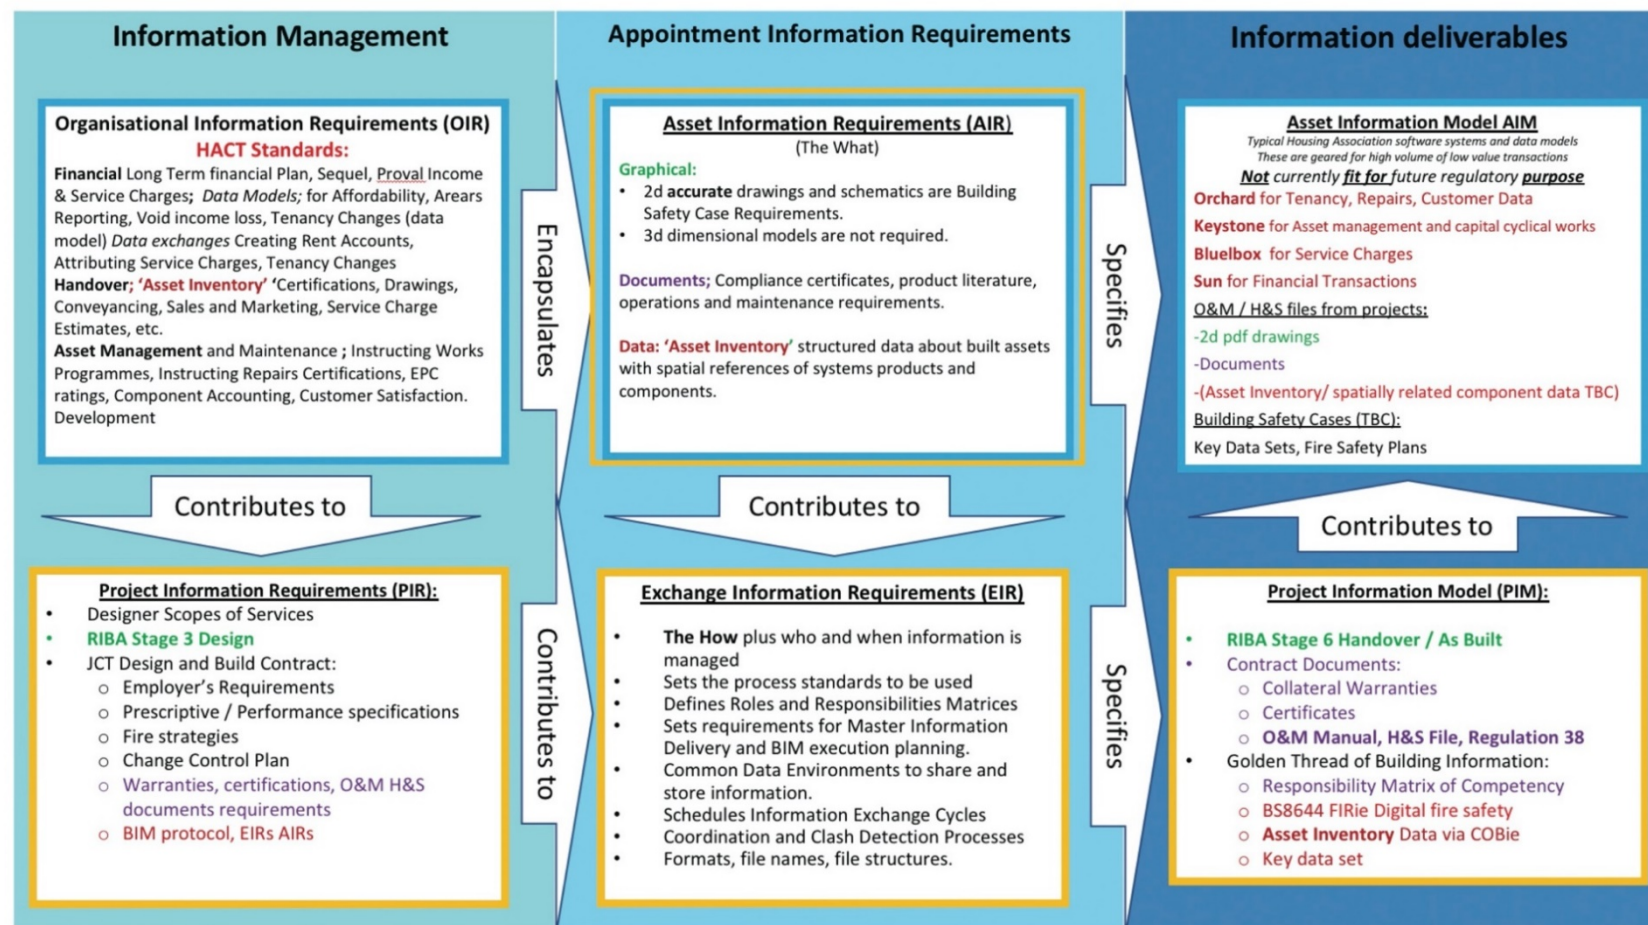 Information Management
Organisational Information Requirements (OIR)
HACT Standards:
Financial Long Term financial Plan, Sequel, Proval Income
& Service Charges; Data Models; for Affordability, Arears
Reporting, Void income loss, Tenancy Changes (data
model) Data exchanges Creating Rent Accounts,
Attributing Service Charges, Tenancy Changes
Handover; ‘Asset Inventory’ ‘Certifications, Drawings,
Conveyancing, Sales and Marketing, Service Charge
Estimates, etc.
Asset Management and Maintenance ; Instructing Works
Programmes, Instructing Repairs Certifications, EPC
ratings, Component Accounting, Customer Satisfaction.
Development
Contributes to
Project Information Requirements (PIR):
• Designer Scopes of Services
• RIBA Stage 3 Design
• JCT Design and Build Contract:
o Employer’s Requirements
o Prescriptive / Performance specifications
o Fire strategies
o Change Control Plan
o Warranties, certifications, O&M H&S
documents requirements
o BIM protocol, EIRs AIRs
Encapsulates
Contributes to
Appointment Information Requirements
Asset Information Requirements (AIR)
(The What)
Graphical:
• 2d accurate drawings and schematics are Building
Safety Case Requirements.
• 3d dimensional models are not required.
Documents; Compliance certificates, product literature,
operations and maintenance requirements.
Data: ‘Asset Inventory’ structured data about built assets
with spatial references of systems products and
components.
Contributes to
Exchange Information Requirements (EIR)
• The How plus who and when information is
managed
• Sets the process standards to be used
• Defines Roles and Responsibilities Matrices
• Sets requirements for Master Information
Delivery and BIM execution planning.
• Common Data Environments to share and
store information.
• Schedules Information Exchange Cycles
• Coordination and Clash Detection Processes
• Formats, file names, file structures.
Specifies
Specifies
Information deliverables
Asset Information Model AIM
Typical Housing Association software systems and data models
These are geared for high volume of low value transactions
Not currently fit for future regulatory purpose
Orchard for Tenancy, Repairs, Customer Data
Keystone for Asset management and capital cyclical works
Bluelbox for Service Charges
Sun for Financial Transactions
O&M / H&S files from projects:
-2d pdf drawings
-Documents
-(Asset Inventory/ spatially related component data TBC)
Building Safety Cases (TBC):
Key Data Sets, Fire Safety Plans
Contributes to
Project Information Model (PIM):
• RIBA Stage 6 Handover / As Built
• Contract Documents:
o Collateral Warranties
o Certificates
o O&M Manual, H&S File, Regulation 38
• Golden Thread of Building Information:
o Responsibility Matrix of Competency
o BS8644 FIRie Digital fire safety
o Asset Inventory Data via COBie
o Key data set